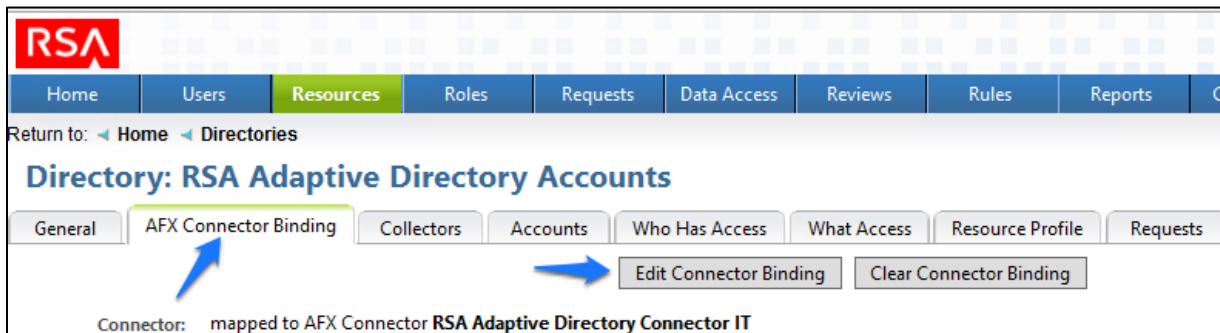 RSA
Home Users Resources Roles Requests Data Access Reviews Rules Reports
Return to: Home Directories
Directory: RSA Adaptive Directory Accounts
General AFX Connector Binding Collectors Accounts Who Has Access What Access Resource Profile Requests
Edit Connector Binding Clear Connector Binding
Connector: mapped to AFX Connector RSA Adaptive Directory Connector IT